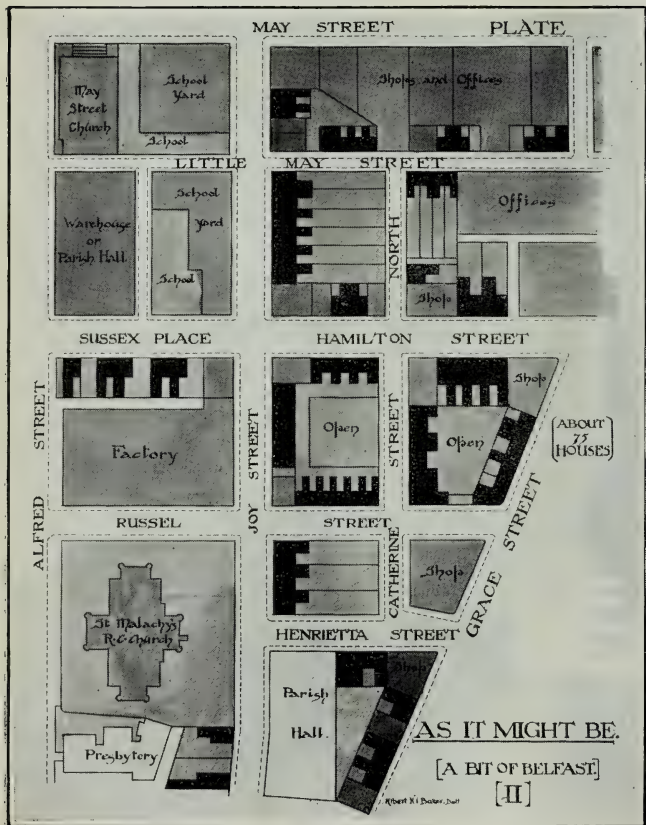 MAY STREET PLATE
May
Street
Church
School
Yard
School
Shops and Offices
LITTLE MAY STREET
Warehouse
or
Parish Hall
School
Yard
School
NORTH
Offices
Shop
SUSSEX PLACE
HAMILTON STREET
ALFRED STREET
JOY STREET
CATHERINE STREET
Factory
Open
Open
Shop
GRACE STREET
(ABOUT
75
HOUSES)
RUSSEL STREET
St Malachy's
R.C. Church
Shop
HENRIETTA STREET
Presbytery
Parish
Hall
Shop
AS IT MIGHT BE.
[A BIT OF BELFAST.]
[II]